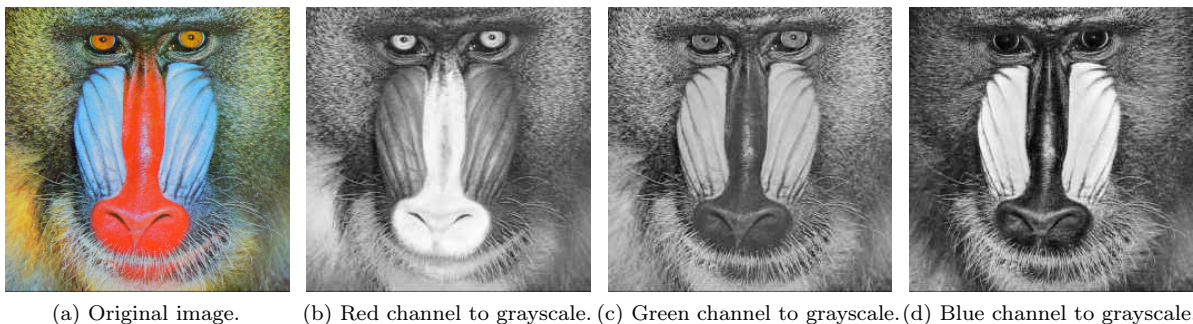 (a) Original image.
(b) Red channel to grayscale.
(c) Green channel to grayscale.
(d) Blue channel to grayscale